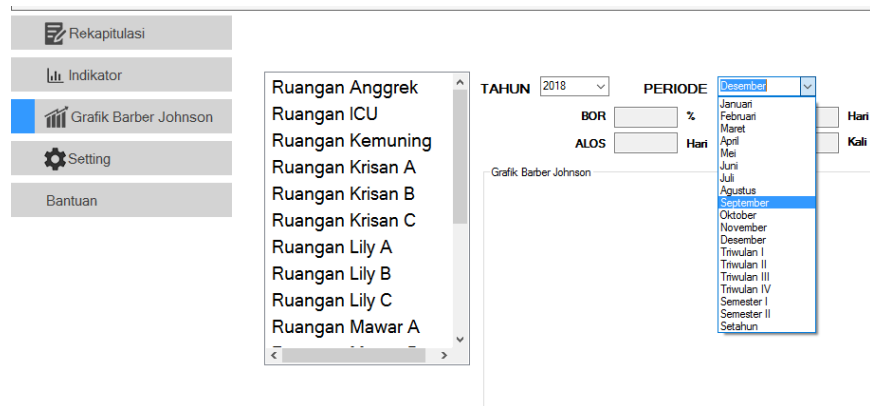 Rekapitulasi
Indikator
Grafik Barber Johnson
Setting
Bantuan
Ruangan Anggrek
Ruangan ICU
Ruangan Kemuning
Ruangan Krisan A
Ruangan Krisan B
Ruangan Krisan C
Ruangan Lily A
Ruangan Lily B
Ruangan Lily C
Ruangan Mawar A
TAHUN 2018 PERIODE Desember
BOR % Hari
ALOS Hari Kali
Grafik Barber Johnson
Januari
Februari
Maret
April
Mei
Juni
Juli
Agustus
September
Oktober
November
Desember
Triwulan I
Triwulan II
Triwulan III
Triwulan IV
Semester I
Semester II
Setahun